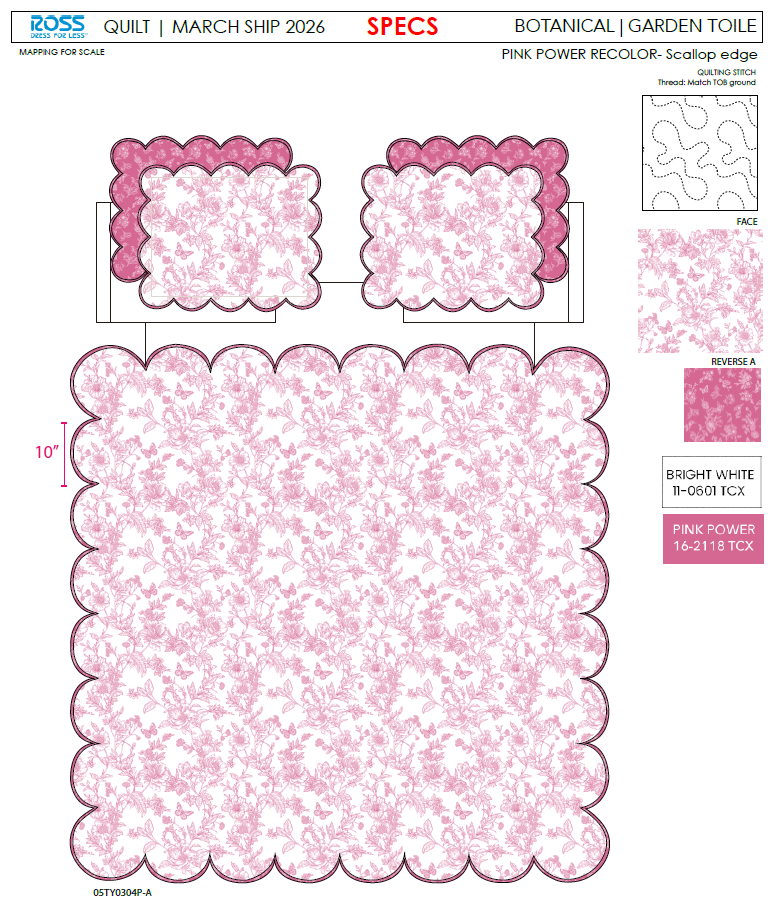 ROSS
DRESS FOR LESS
QUILT | MARCH SHIP 2026
SPECS
BOTANICAL | GARDEN TOILE
MAPPING FOR SCALE
PINK POWER RECOLOR- Scallop edge
QUILTING STITCH
Thread: Match TOB ground
FACE
REVERSE A
10”
BRIGHT WHITE
11-0601 TCX
PINK POWER
16-2118 TCX
05TY0304P-A